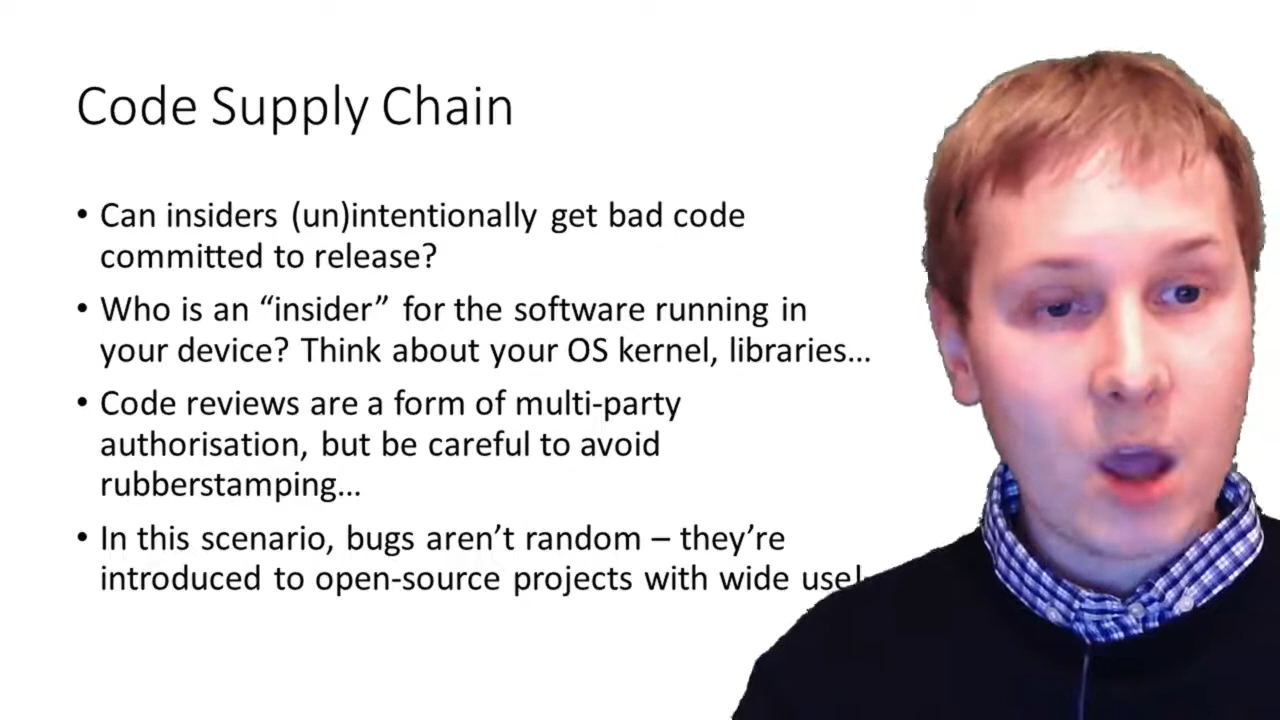 Code Supply Chain
• Can insiders (un)intentionally get bad code
committed to release?
• Who is an “insider” for the software running in
your device? Think about your OS kernel, libraries…
• Code reviews are a form of multi-party
authorisation, but be careful to avoid
rubberstamping…
• In this scenario, bugs aren’t random – they’re
introduced to open-source projects with wide use!